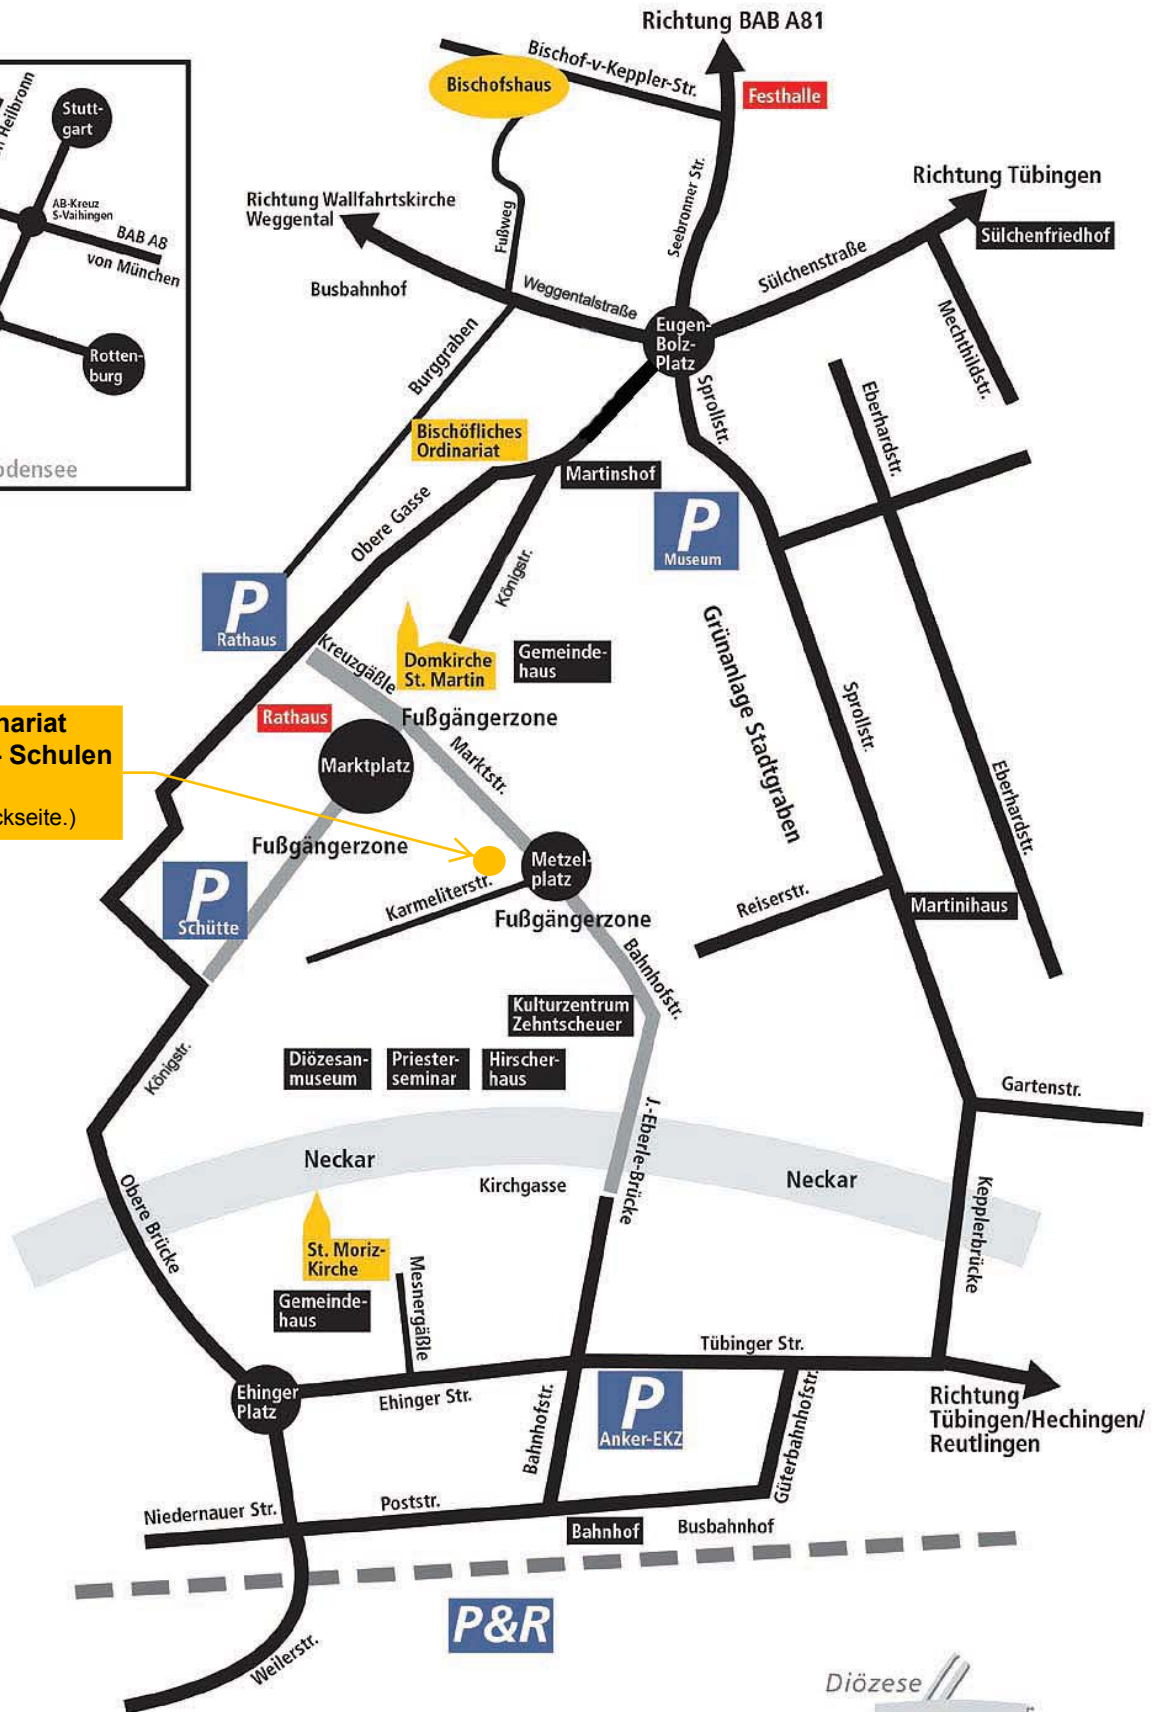 Richtung BAB A81
Bischof-v-Keppler-Str.
Bischofshaus
Festhalle
Heilbronn
Stutt-
gart
AB-Kreuz
S-Vaihingen
BAB A8
von München
Rotten-
burg
Richtung Wallfahrtskirche
Weggental
Fußweg
Seebronner Str.
Richtung Tübingen
Sülchenfriedhof
Sülchenstraße
Busbahnhof
Weggentalstraße
Eugen-
Bolz-
Platz
Mechthildstr.
Burggraben
Sprollstr.
Eberhardstr.
Bischöfliches
Ordinariat
Martinshof
Obere Gasse
P
Museum
Königstr.
P
Rathaus
Kreuzgäßle
Domkirche
St. Martin
Gemeinde-
haus
Grünanlage Stadtgraben
Sprollstr.
Rathaus
Fußgängerzone
nariat
- Schulen
ckseite.)
Marktplatz
Marktstr.
Eberhardstr.
Fußgängerzone
Metzel-
platz
P
Schütte
Karmeliterstr.
Fußgängerzone
Reiserstr.
Martinihaus
Bahnhofstr.
Kulturzentrum
Zehntscheuer
Königstr.
Diözesan-
museum
Priester-
seminar
Hirscher-
haus
Gartenstr.
J.-Eberle-Brücke
Neckar
Kirchgasse
Neckar
Obere Brücke
Kepplerbrücke
St. Moriz-
Kirche
Mesnergäßle
Gemeinde-
haus
Tübinger Str.
Ehinger
Platz
Ehinger Str.
Bahnhofstr.
P
Anker-EKZ
Güterbahnhofstr.
Richtung
Tübingen/Hechingen/
Reutlingen
Niedernauer Str.
Poststr.
Bahnhof
Busbahnhof
P&R
Weilerstr.
odensee
Diözese